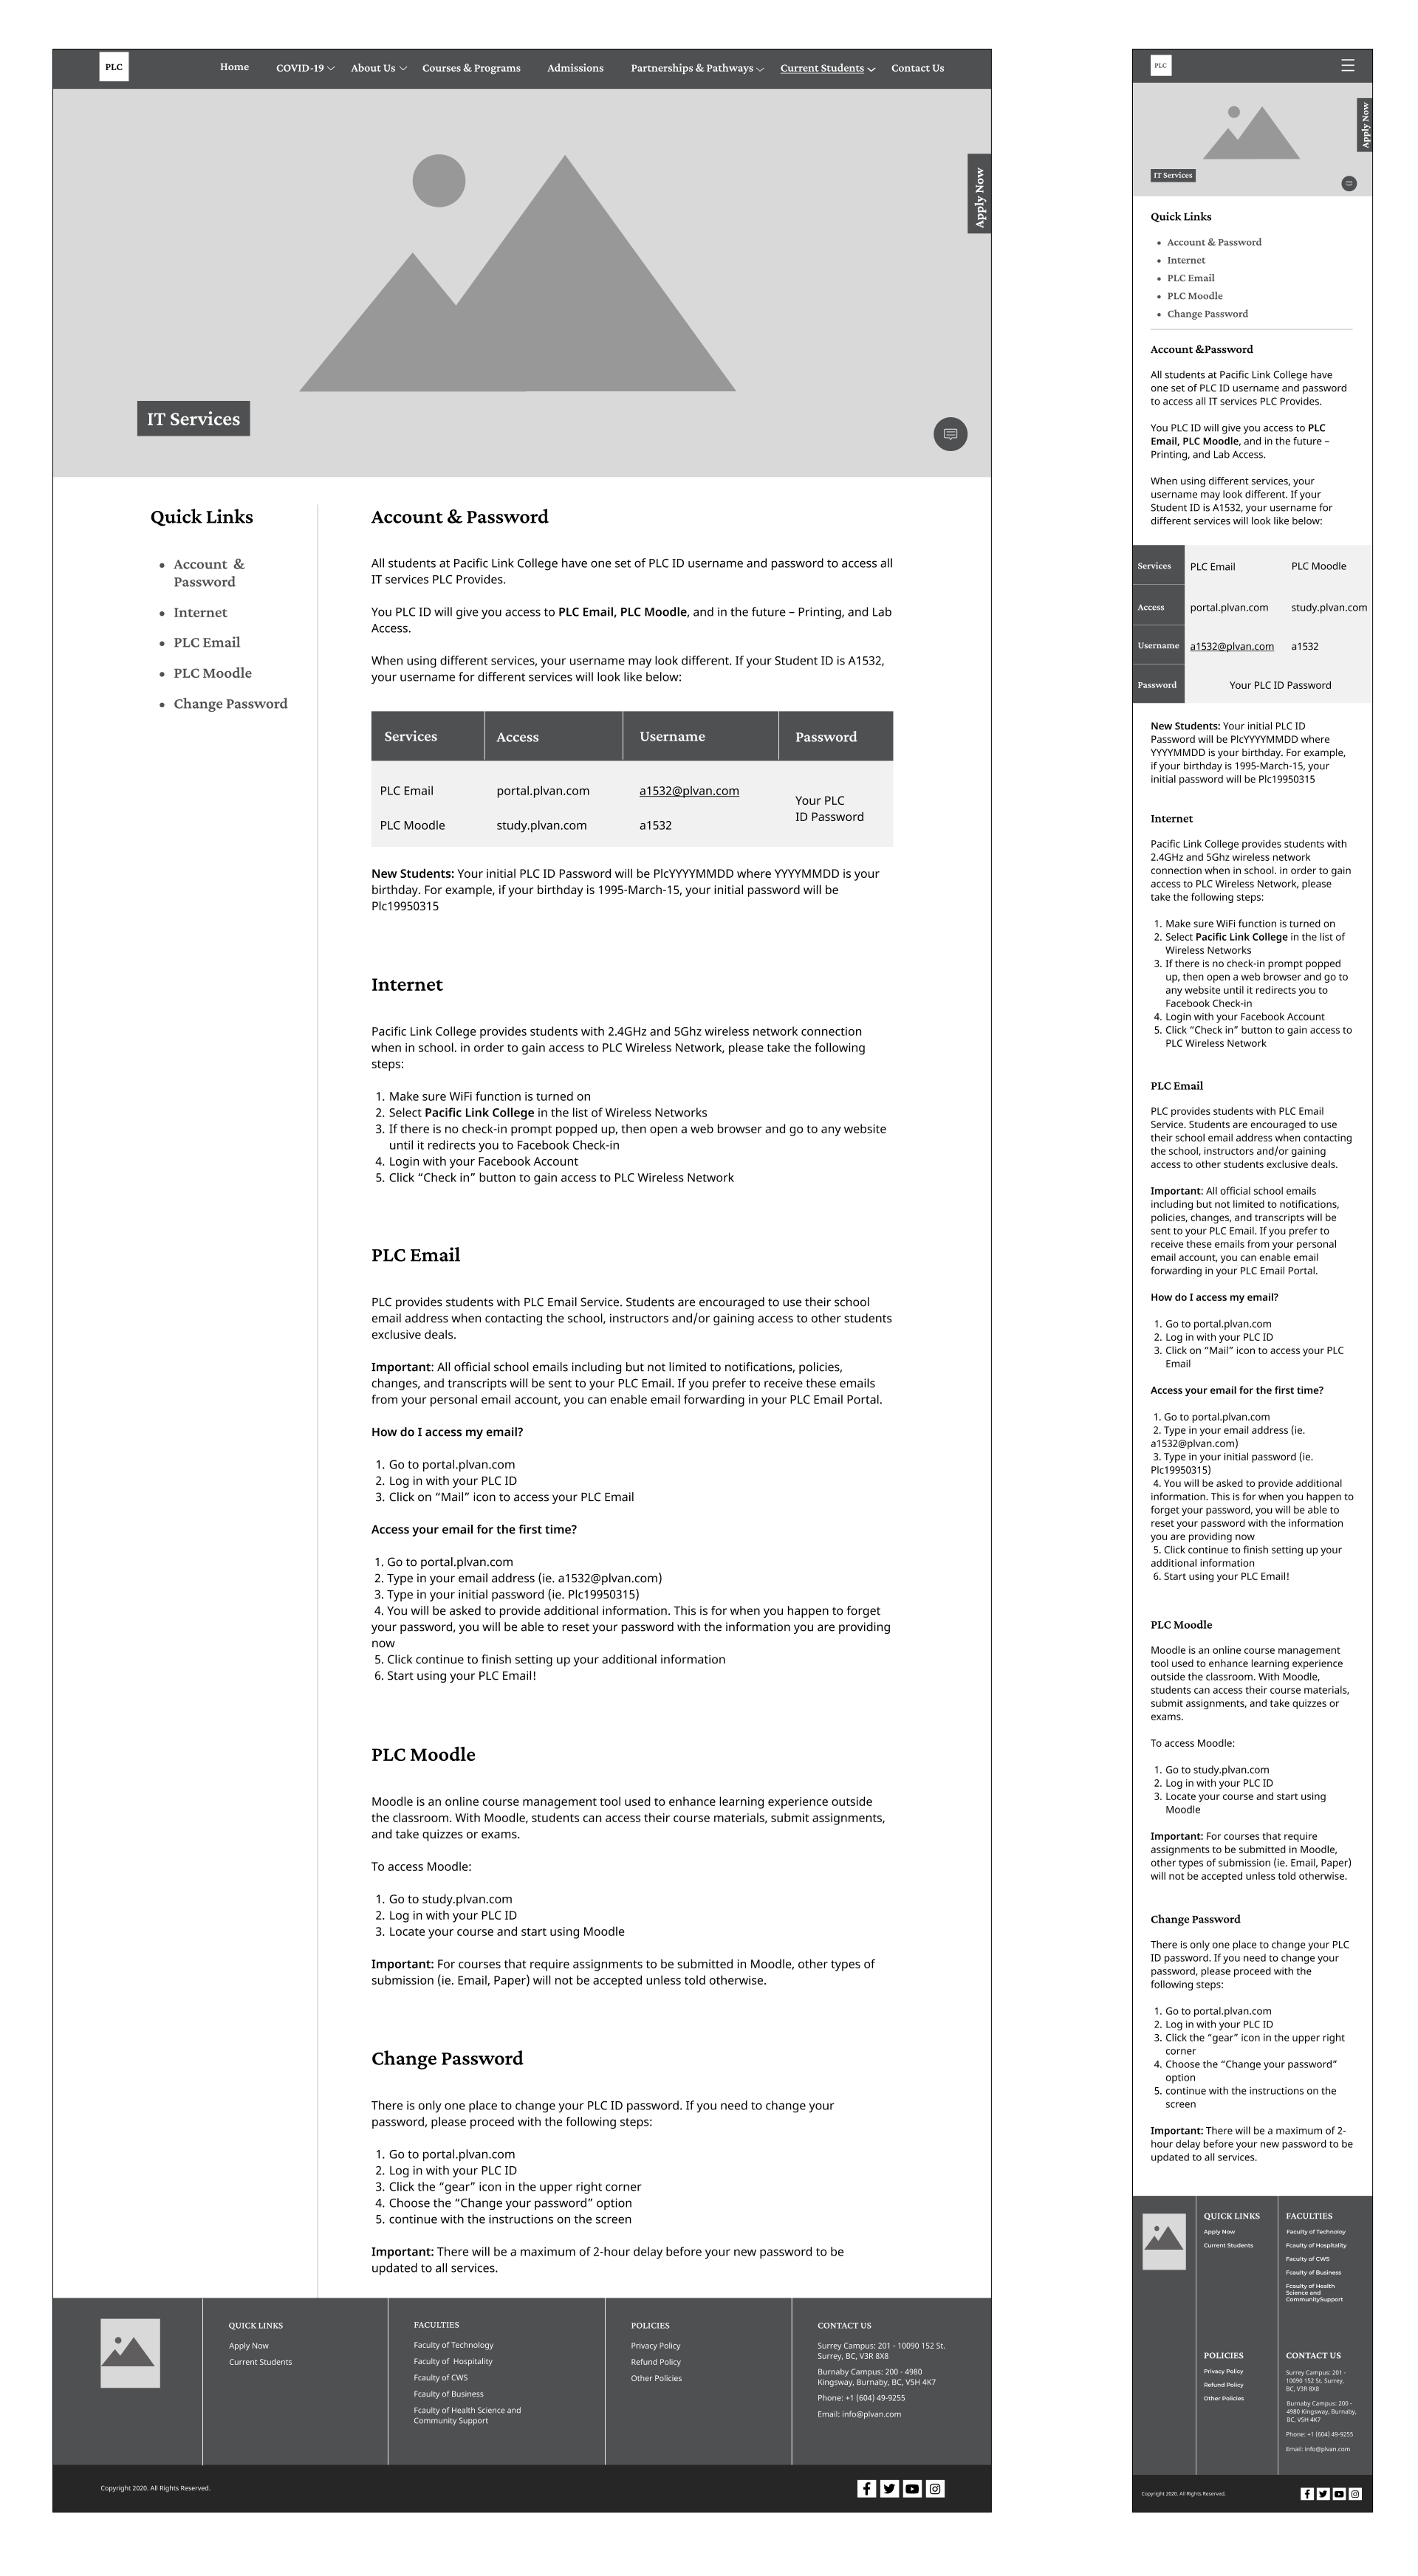 PLC
Home COVID-19 About Us Courses & Programs Admissions Partnerships & Pathways Current Students Contact Us
Apply Now
IT Services
Quick Links
Account &
Password
Internet
PLC Email
PLC Moodle
Change Password
Account & Password
All students at Pacific Link College have one set of PLC ID username and password to access all
IT services PLC Provides.
You PLC ID will give you access to PLC Email, PLC Moodle, and in the future – Printing, and Lab
Access.
When using different services, your username may look different. If your Student ID is A1532,
your username for different services will look like below:
Services Access Username Password
PLC Email portal.plvan.com a1532@plvan.com
Your PLC
ID Password
PLC Moodle study.plvan.com a1532
New Students: Your initial PLC ID Password will be PlcYYYYMMDD where YYYYMMDD is your
birthday. For example, if your birthday is 1995-March-15, your initial password will be
Plc19950315
Internet
Pacific Link College provides students with 2.4GHz and 5Ghz wireless network connection
when in school. in order to gain access to PLC Wireless Network, please take the following
steps:
1. Make sure WiFi function is turned on
2. Select Pacific Link College in the list of Wireless Networks
3. If there is no check-in prompt popped up, then open a web browser and go to any website
until it redirects you to Facebook Check-in
4. Login with your Facebook Account
5. Click “Check in” button to gain access to PLC Wireless Network
PLC Email
PLC provides students with PLC Email Service. Students are encouraged to use their school
email address when contacting the school, instructors and/or gaining access to other students
exclusive deals.
Important: All official school emails including but not limited to notifications, policies,
changes, and transcripts will be sent to your PLC Email. If you prefer to receive these emails
from your personal email account, you can enable email forwarding in your PLC Email Portal.
How do I access my email?
1. Go to portal.plvan.com
2. Log in with your PLC ID
3. Click on “Mail” icon to access your PLC Email
Access your email for the first time?
1. Go to portal.plvan.com
2. Type in your email address (ie. a1532@plvan.com)
3. Type in your initial password (ie. Plc19950315)
4. You will be asked to provide additional information. This is for when you happen to forget
your password, you will be able to reset your password with the information you are providing
now
5. Click continue to finish setting up your additional information
6. Start using your PLC Email!
PLC Moodle
Moodle is an online course management tool used to enhance learning experience outside
the classroom. With Moodle, students can access their course materials, submit assignments,
and take quizzes or exams.
To access Moodle:
1. Go to study.plvan.com
2. Log in with your PLC ID
3. Locate your course and start using Moodle
Important: For courses that require assignments to be submitted in Moodle, other types of
submission (ie. Email, Paper) will not be accepted unless told otherwise.
Change Password
There is only one place to change your PLC ID password. If you need to change your
password, please proceed with the following steps:
1. Go to portal.plvan.com
2. Log in with your PLC ID
3. Click the “gear” icon in the upper right corner
4. Choose the “Change your password” option
5. continue with the instructions on the screen
Important: There will be a maximum of 2-hour delay before your new password to be
updated to all services.
QUICK LINKS
Apply Now
Current Students
FACULTIES
Faculty of Technology
Faculty of Hospitality
Fcaulty of CWS
Fcaulty of Business
Fcaulty of Health Science and
Community Support
POLICIES
Privacy Policy
Refund Policy
Other Policies
CONTACT US
Surrey Campus: 201 - 10090 152 St.
Surrey, BC, V3R 8X8
Burnaby Campus: 200 - 4980
Kingsway, Burnaby, BC, V5H 4K7
Phone: +1 (604) 49-9255
Email: info@plvan.com
Copyright 2020. All Rights Reserved.
PLC
Apply Now
IT Services
Quick Links
Account & Password
Internet
PLC Email
PLC Moodle
Change Password
Account &Password
All students at Pacific Link College have
one set of PLC ID username and password
to access all IT services PLC Provides.
You PLC ID will give you access to PLC
Email, PLC Moodle, and in the future –
Printing, and Lab Access.
When using different services, your
username may look different. If your
Student ID is A1532, your username for
different services will look like below:
Services PLC Email PLC Moodle
Access portal.plvan.com study.plvan.com
Username a1532@plvan.com a1532
Password Your PLC ID Password
New Students: Your initial PLC ID
Password will be PlcYYYYMMDD where
YYYYMMDD is your birthday. For example,
if your birthday is 1995-March-15, your
initial password will be Plc19950315
Internet
Pacific Link College provides students with
2.4GHz and 5Ghz wireless network
connection when in school. in order to gain
access to PLC Wireless Network, please
take the following steps:
1. Make sure WiFi function is turned on
2. Select Pacific Link College in the list of
Wireless Networks
3. If there is no check-in prompt popped
up, then open a web browser and go to
any website until it redirects you to
Facebook Check-in
4. Login with your Facebook Account
5. Click “Check in” button to gain access to
PLC Wireless Network
PLC Email
PLC provides students with PLC Email
Service. Students are encouraged to use
their school email address when contacting
the school, instructors and/or gaining
access to other students exclusive deals.
Important: All official school emails
including but not limited to notifications,
policies, changes, and transcripts will be
sent to your PLC Email. If you prefer to
receive these emails from your personal
email account, you can enable email
forwarding in your PLC Email Portal.
How do I access my email?
1. Go to portal.plvan.com
2. Log in with your PLC ID
3. Click on “Mail” icon to access your PLC
Email
Access your email for the first time?
1. Go to portal.plvan.com
2. Type in your email address (ie.
a1532@plvan.com)
3. Type in your initial password (ie.
Plc19950315)
4. You will be asked to provide additional
information. This is for when you happen to
forget your password, you will be able to
reset your password with the information
you are providing now
5. Click continue to finish setting up your
additional information
6. Start using your PLC Email!
PLC Moodle
Moodle is an online course management
tool used to enhance learning experience
outside the classroom. With Moodle,
students can access their course materials,
submit assignments, and take quizzes or
exams.
To access Moodle:
1. Go to study.plvan.com
2. Log in with your PLC ID
3. Locate your course and start using
Moodle
Important: For courses that require
assignments to be submitted in Moodle,
other types of submission (ie. Email, Paper)
will not be accepted unless told otherwise.
Change Password
There is only one place to change your PLC
ID password. If you need to change your
password, please proceed with the
following steps:
1. Go to portal.plvan.com
2. Log in with your PLC ID
3. Click the “gear” icon in the upper right
corner
4. Choose the “Change your password”
option
5. continue with the instructions on the
screen
Important: There will be a maximum of 2-
hour delay before your new password to be
updated to all services.
QUICK LINKS
Apply Now
Current Students
FACULTIES
Faculty of Technoloy
Fcaulty of Hospitality
Faculty of CWS
Fcaulty of Business
Fcaulty of Health
Science and
CommunitySupport
POLICIES
Privacy Policy
Refund Policy
Other Policies
CONTACT US
Surrey Campus: 201 -
10090 152 St. Surrey,
BC, V3R 8X8
Burnaby Campus: 200 -
4980 Kingsway, Burnaby,
BC, V5H 4K7
Phone: +1 (604) 49-9255
Email: info@plvan.com
Copyright 2020. All Rights Reserved.